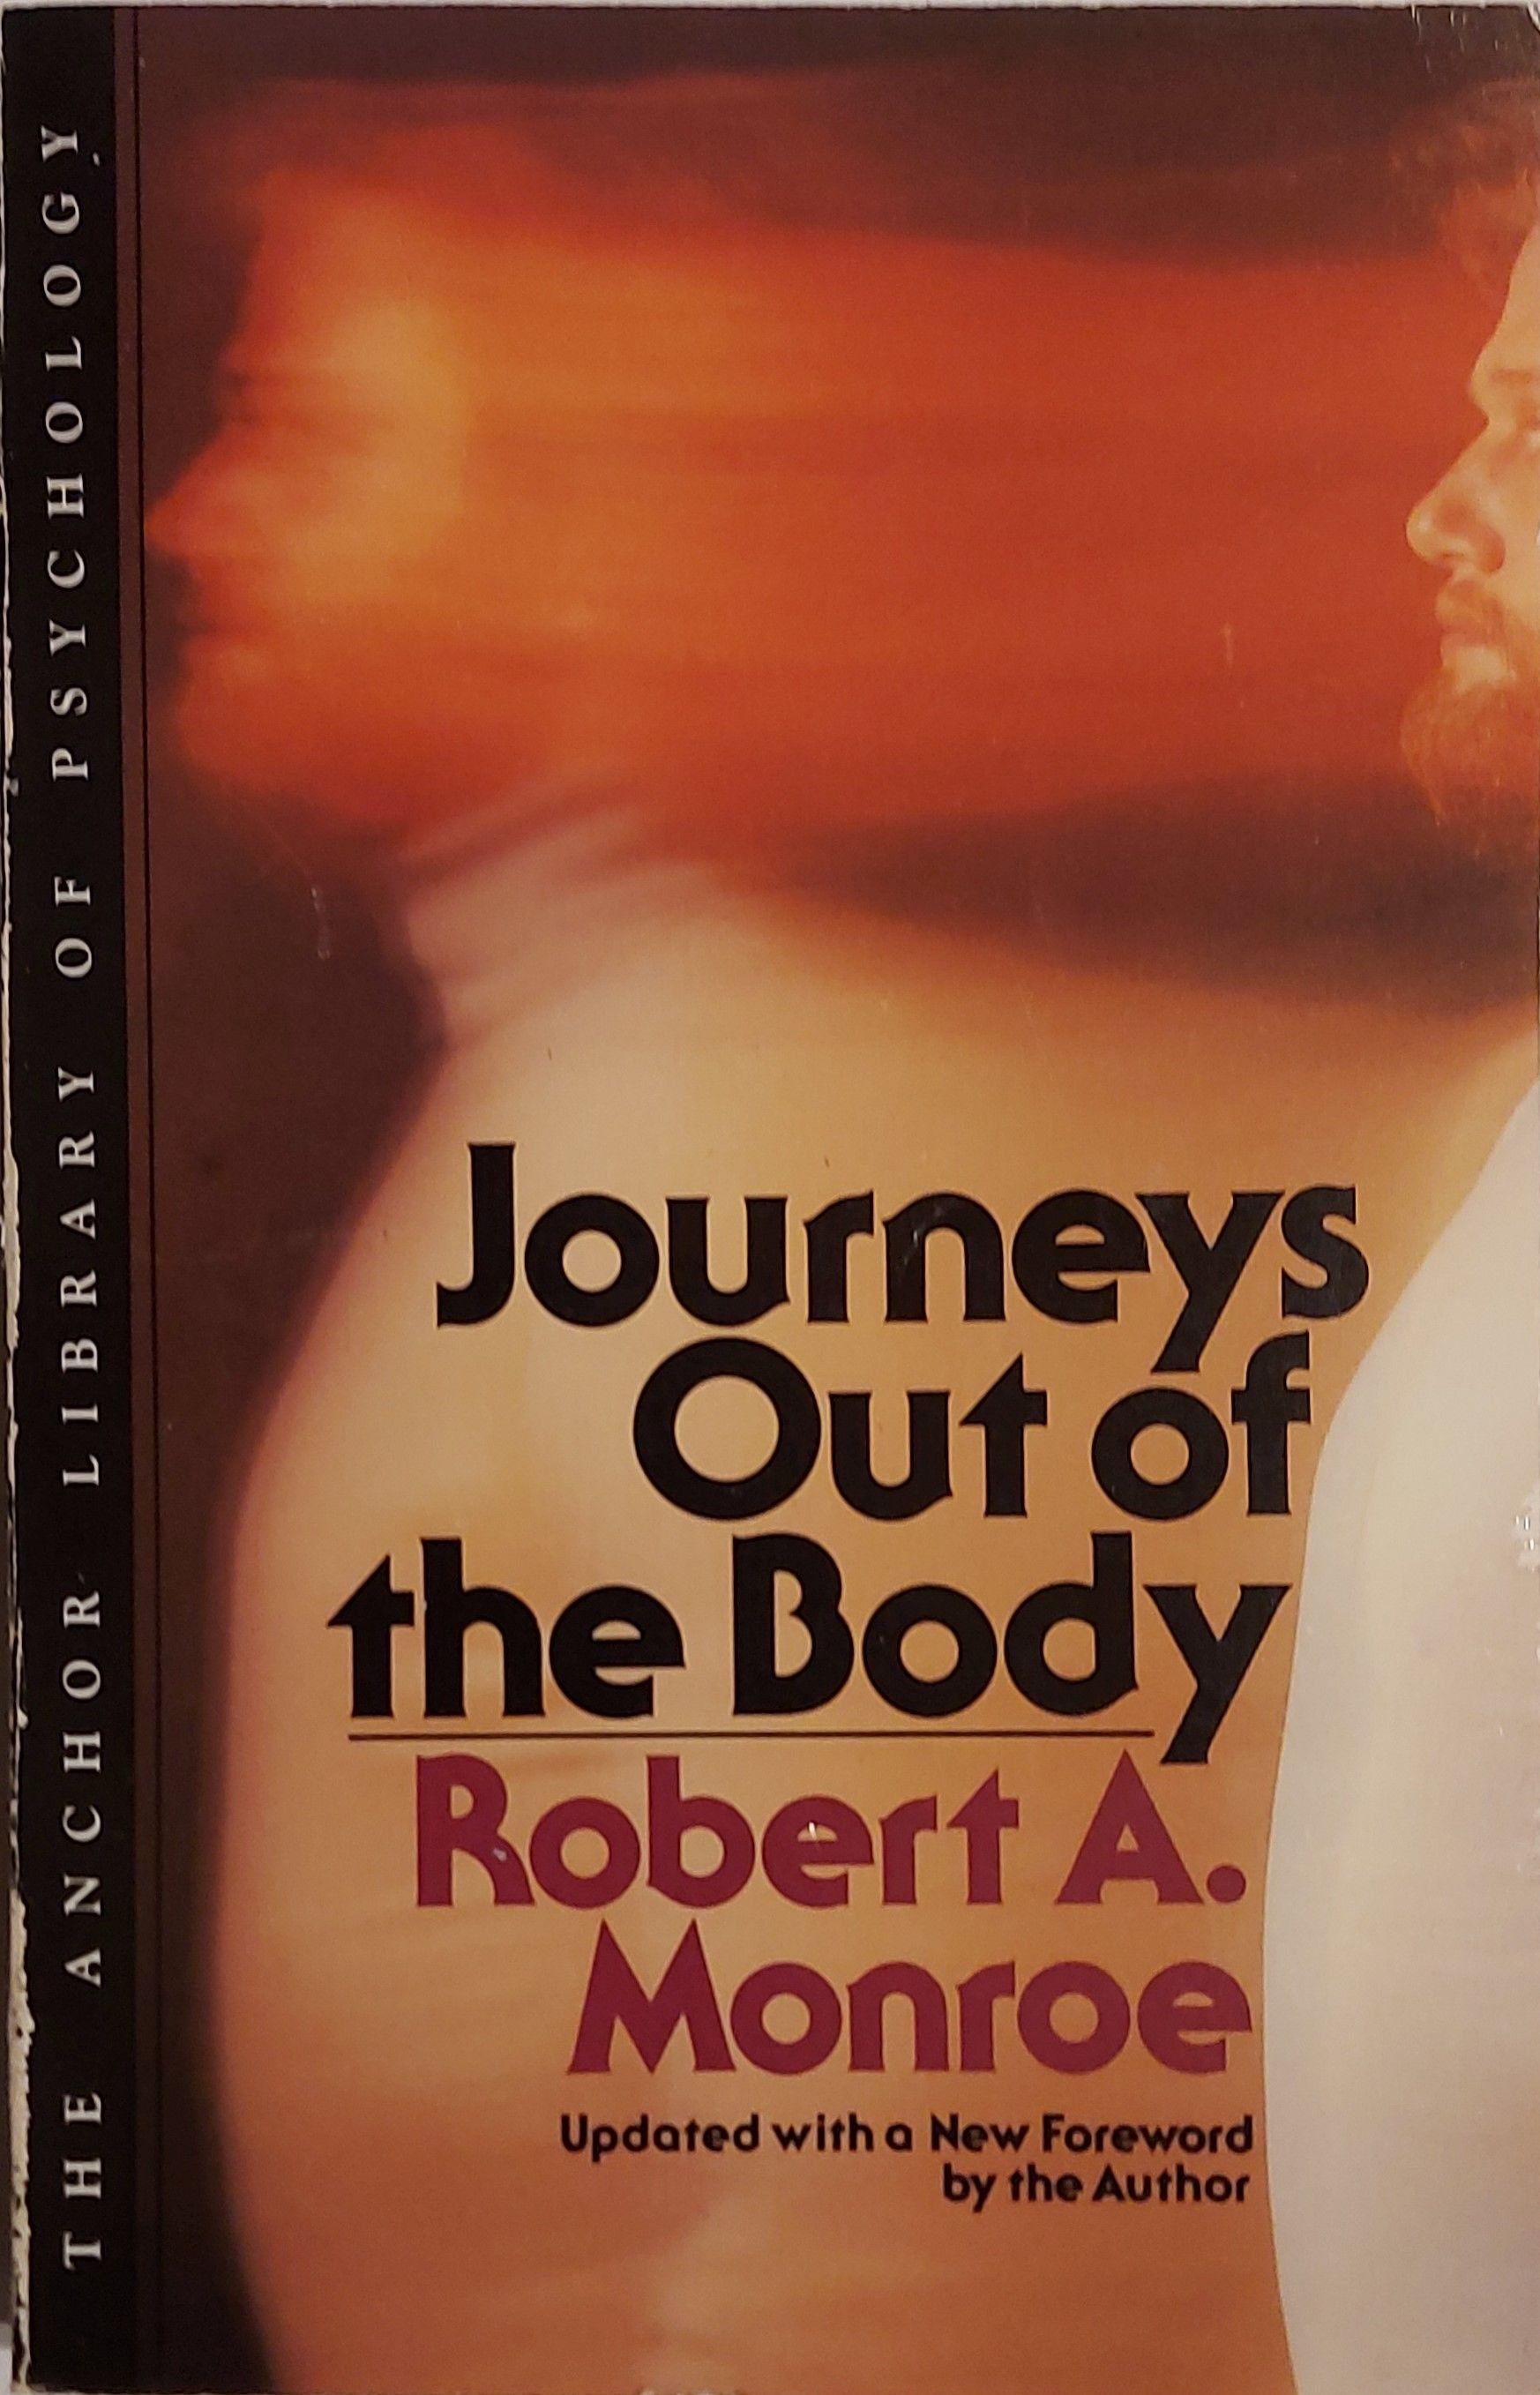 THE ANCHOR LIBRARY OF PSYCHOLOGY
Journeys
Out of
the Body
Robert A.
Monroe
Updated with a New Foreword
by the Author